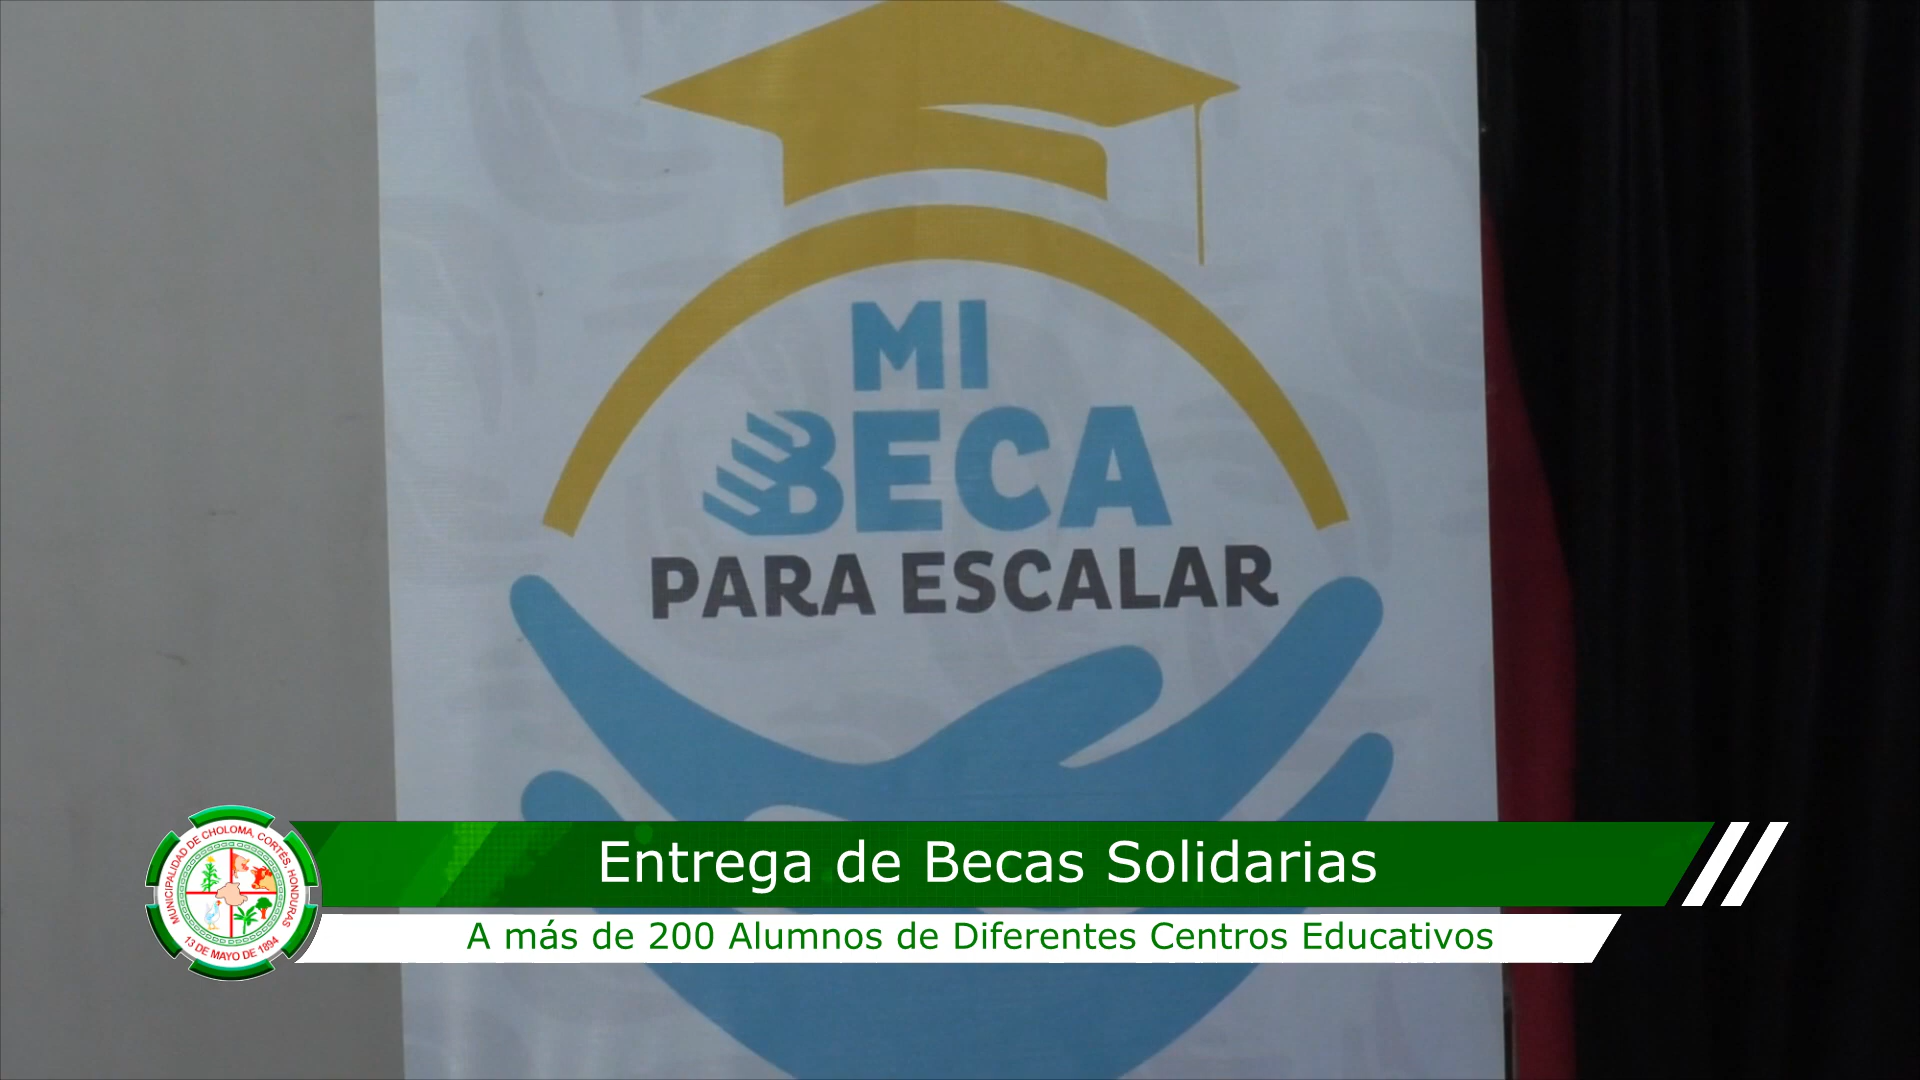 MI
BECA
PARA ESCALAR
Entrega de Becas Solidarias
A más de 200 Alumnos de Diferentes Centros Educativos
MUNICIPALIDAD DE CHOLOMA, CORTÉS, HONDURAS
13 DE MAYO DE 1894